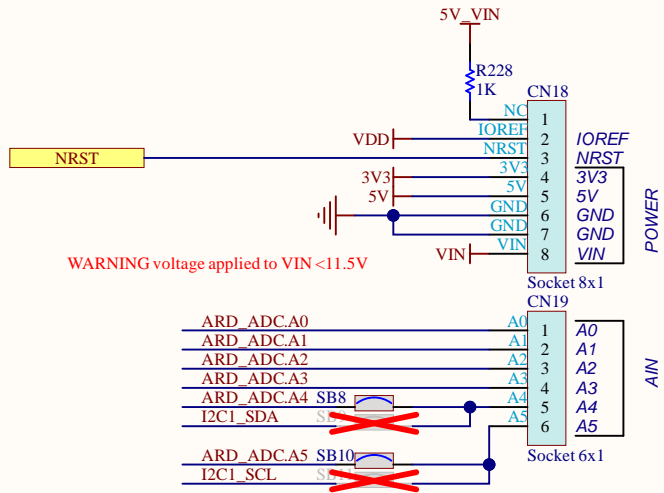 5V_VIN
R228
1K
CN18
NC 1
VDD IOREF 2 IOREF
NRST NRST 3 NRST
3V3 3V3 4 3V3
5V 5V 5 5V
GND 6 GND
GND 7 GND
VIN VIN 8 VIN
POWER
WARNING voltage applied to VIN <11.5V
Socket 8x1
CN19
ARD_ADC.A0 A0 1 A0
ARD_ADC.A1 A1 2 A1
ARD_ADC.A2 A2 3 A2
ARD_ADC.A3 A3 4 A3
ARD_ADC.A4 SB8 A4 5 A4
I2C1_SDA A5 6 A5
AIN
Socket 6x1
ARD_ADC.A5 SB10
I2C1_SCL